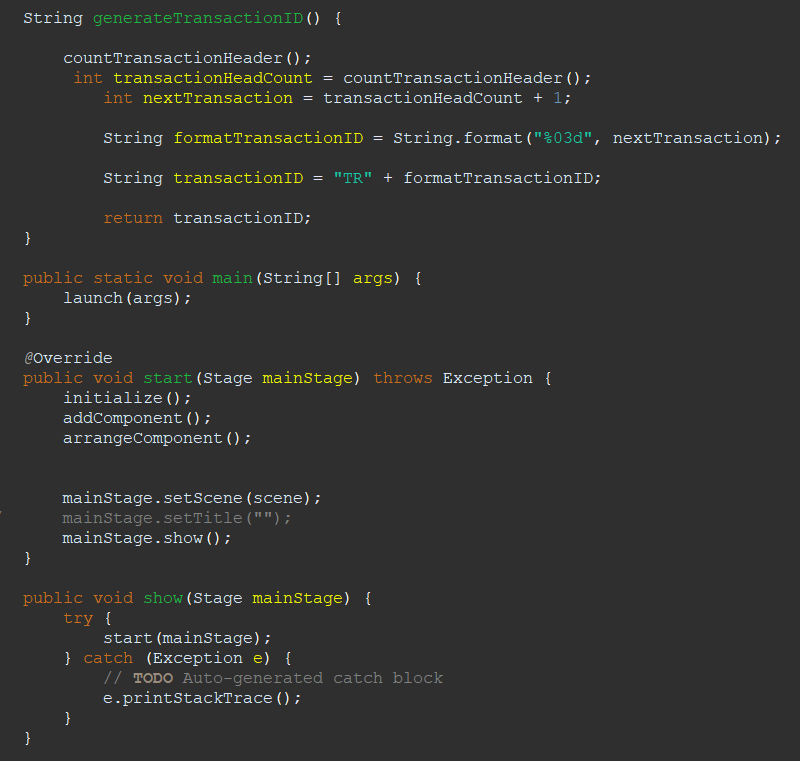 String generateTransactionID() {
countTransactionHeader();
int transactionHeadCount = countTransactionHeader();
int nextTransaction = transactionHeadCount + 1;
String formatTransactionID = String.format("%03d", nextTransaction);
String transactionID = "TR" + formatTransactionID;
return transactionID;
}
public static void main(String[] args) {
launch(args);
}
@Override
public void start(Stage mainStage) throws Exception {
initialize();
addComponent();
arrangeComponent();
mainStage.setScene(scene);
mainStage.setTitle("");
mainStage.show();
}
public void show(Stage mainStage) {
try {
start(mainStage);
} catch (Exception e) {
// TODO Auto-generated catch block
e.printStackTrace();
}
}